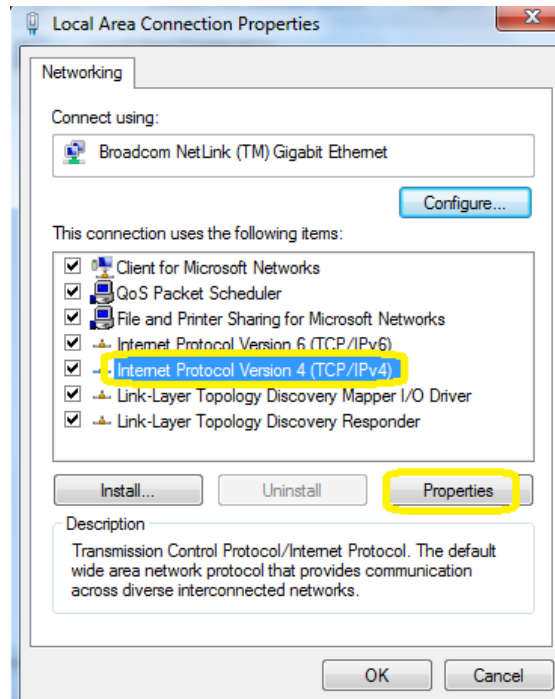 Local Area Connection Properties
Networking
Connect using:
Broadcom NetLink (TM) Gigabit Ethernet
Configure...
This connection uses the following items:
Client for Microsoft Networks
QoS Packet Scheduler
File and Printer Sharing for Microsoft Networks
Internet Protocol Version 6 (TCP/IPv6)
Internet Protocol Version 4 (TCP/IPv4)
Link-Layer Topology Discovery Mapper I/O Driver
Link-Layer Topology Discovery Responder
Install... Uninstall Properties
Description
Transmission Control Protocol/Internet Protocol. The default
wide area network protocol that provides communication
across diverse interconnected networks.
OK Cancel